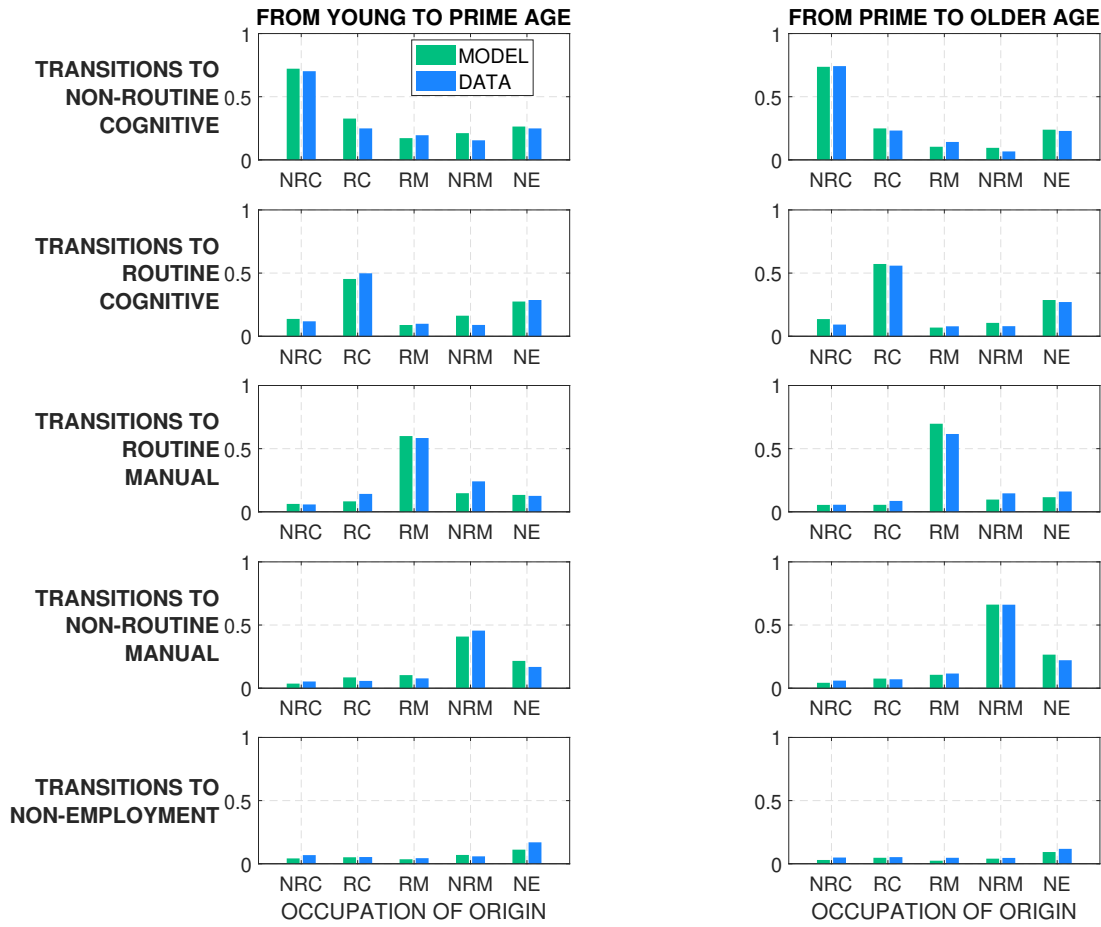 FROM YOUNG TO PRIME AGE
FROM PRIME TO OLDER AGE
MODEL
DATA
TRANSITIONS TO
NON-ROUTINE
COGNITIVE
1
0.5
0
NRC RC RM NRM NE
1
0.5
0
NRC RC RM NRM NE
TRANSITIONS TO
ROUTINE
COGNITIVE
1
0.5
0
NRC RC RM NRM NE
1
0.5
0
NRC RC RM NRM NE
TRANSITIONS TO
ROUTINE
MANUAL
1
0.5
0
NRC RC RM NRM NE
1
0.5
0
NRC RC RM NRM NE
TRANSITIONS TO
NON-ROUTINE
MANUAL
1
0.5
0
NRC RC RM NRM NE
1
0.5
0
NRC RC RM NRM NE
TRANSITIONS TO
NON-EMPLOYMENT
1
0.5
0
NRC RC RM NRM NE
OCCUPATION OF ORIGIN
1
0.5
0
NRC RC RM NRM NE
OCCUPATION OF ORIGIN